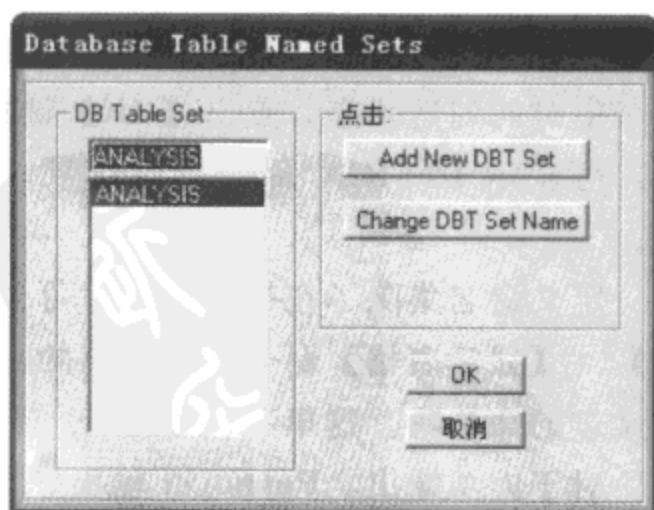 Database Table Named Sets
DB Table Set
ANALYSIS
ANALYSIS
点击:
Add New DBT Set
Change DBT Set Name
OK
取消